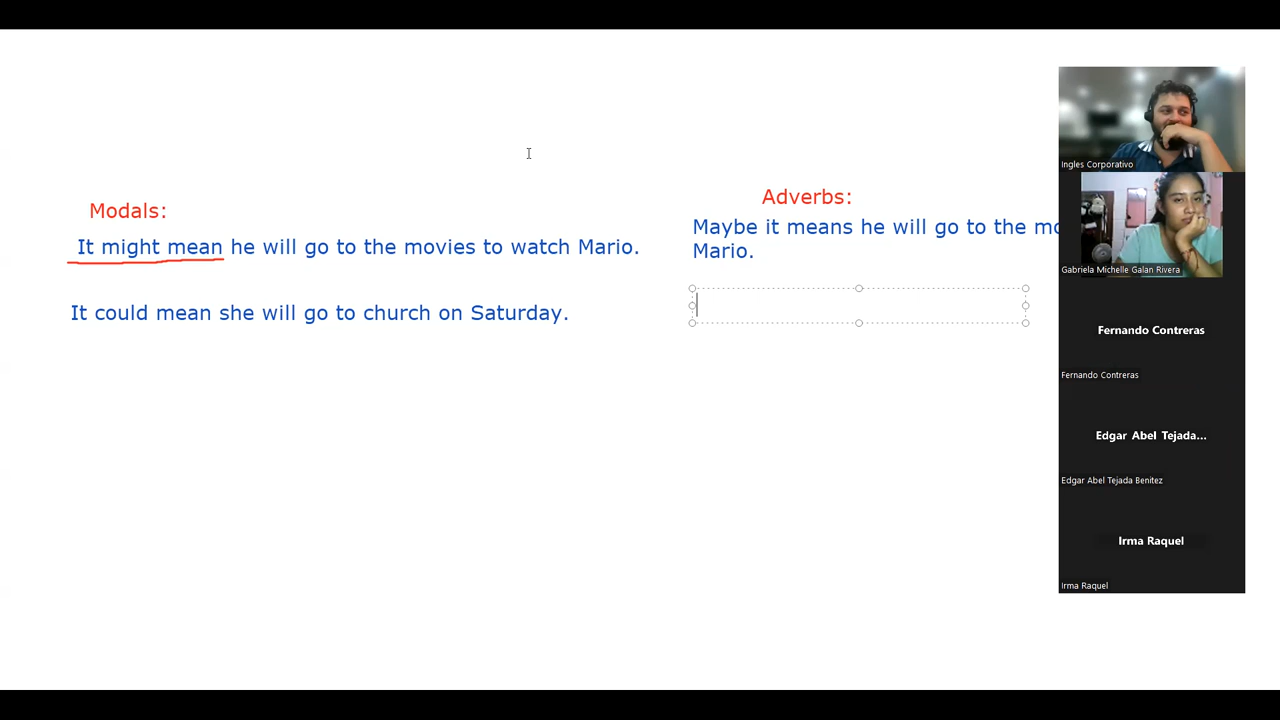 Modals:
It might mean he will go to the movies to watch Mario.
It could mean she will go to church on Saturday.
Adverbs:
Maybe it means he will go to the
Mario.
Ingles Corporativo
Gabriela Michelle Galan Rivera
Fernando Contreras
Fernando Contreras
Edgar Abel Tejada...
Edgar Abel Tejada Benitez
Irma Raquel
Irma Raquel